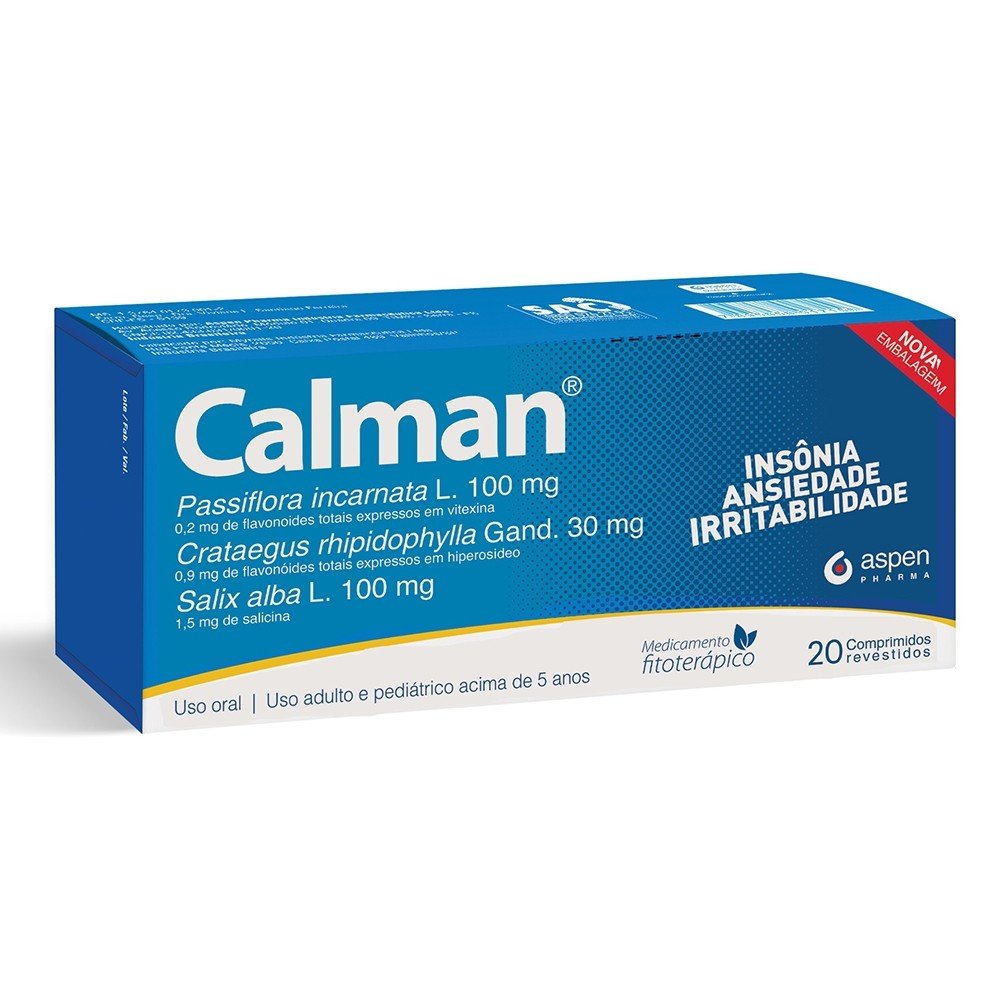 SAC
NOVA
EMBALAGEM
Lote / Fab. / Val.
Calman®
Passiflora incarnata L. 100 mg
0,2 mg de flavonoides totais expressos em vitexina
Crataegus rhipidophylla Gand. 30 mg
0,9 mg de flavonóides totais expressos em hiperosideo
Salix alba L. 100 mg
1,5 mg de salicina
INSÔNIA
ANSIEDADE
IRRITABILIDADE
aspen
PHARMA
Medicamento
fitoterápico
20 Comprimidos
revestidos
Uso oral | Uso adulto e pediátrico acima de 5 anos